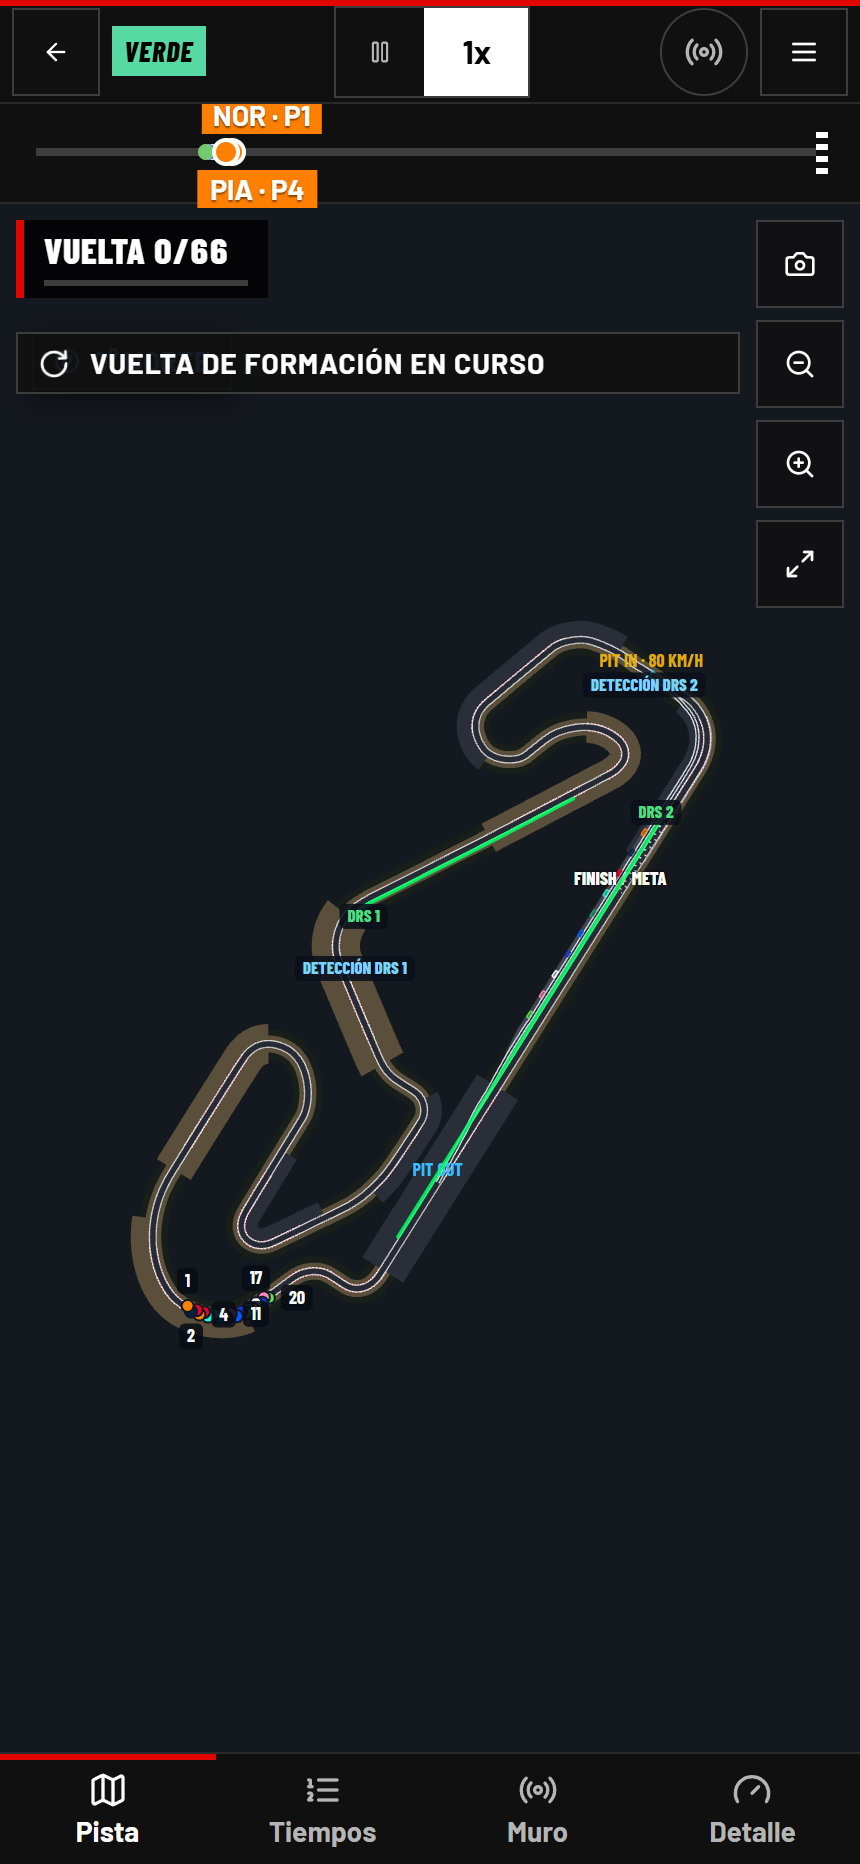 VERDE
1x
NOR · P1
PIA · P4
VUELTA 0/66
VUELTA DE FORMACIÓN EN CURSO
PIT IN · 80 KM/H
DETECCIÓN DRS 2
DRS 2
FINISH META
DRS 1
DETECCIÓN DRS 1
PIT OUT
1
17
20
4
11
2
Pista
Tiempos
Muro
Detalle